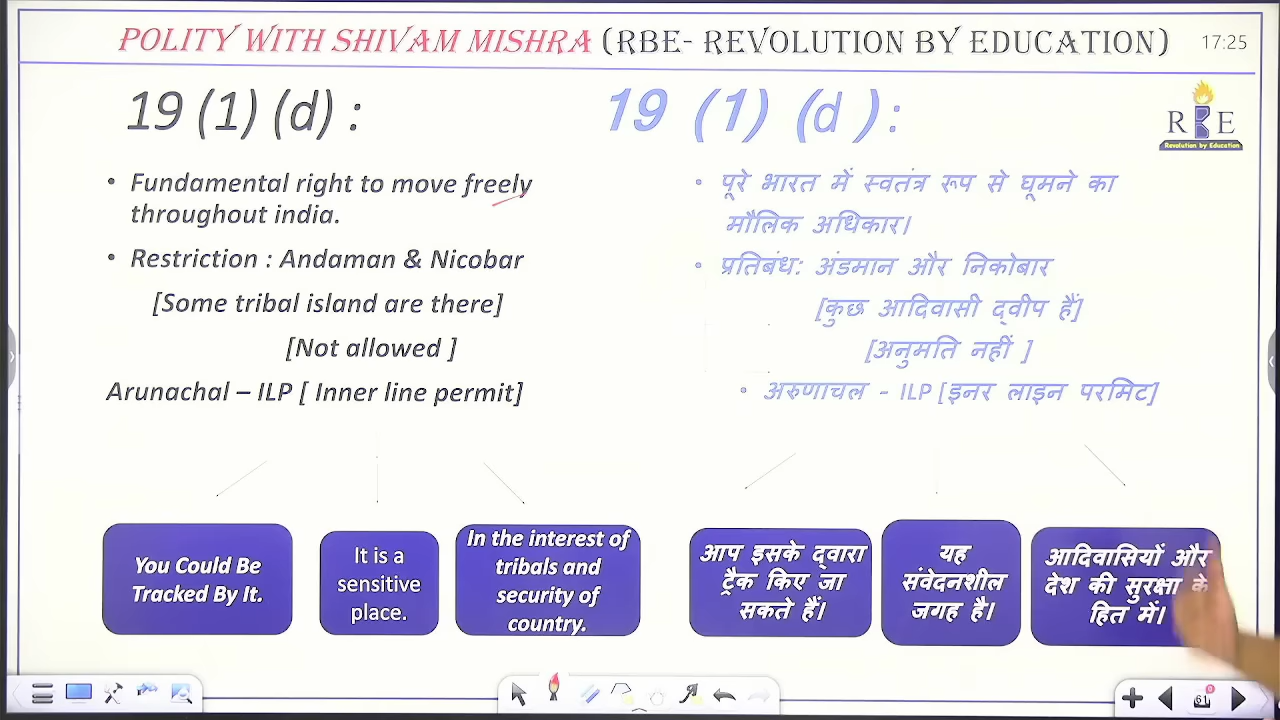 POLITY WITH SHIVAM MISHRA (RBE- REVOLUTION BY EDUCATION)
17:25
19 (1) (d) :
• Fundamental right to move freely
throughout india.
• Restriction : Andaman & Nicobar
[Some tribal island are there]
[Not allowed ]
Arunachal – ILP [ Inner line permit]
You Could Be
Tracked By It.
It is a
sensitive
place.
In the interest of
tribals and
security of
country.
19 (1) (d ) :
• पूरे भारत में स्वतंत्र रूप से घूमने का
मौलिक अधिकार।
• प्रतिबंध: अंडमान और निकोबार
[कुछ आदिवासी द्वीप हैं]
[अनुमति नहीं ]
• अरुणाचल - ILP [इनर लाइन परमिट]
आप इसके द्वारा
ट्रैक किए जा
सकते हैं।
यह
संवेदनशील
जगह है।
आदिवासियों और
देश की सुरक्षा के
हित में।
R B E
Revolution by Education